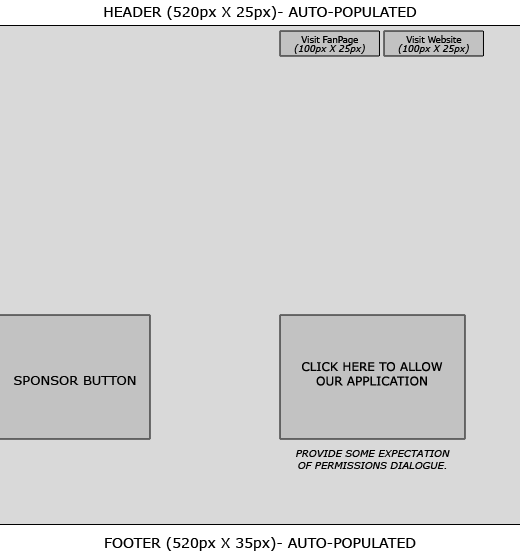 HEADER (520px X 25px)- AUTO-POPULATED
Visit FanPage
(100px X 25px)
Visit Website
(100px X 25px)
SPONSOR BUTTON
CLICK HERE TO ALLOW
OUR APPLICATION
PROVIDE SOME EXPECTATION
OF PERMISSIONS DIALOGUE.
FOOTER (520px X 35px)- AUTO-POPULATED